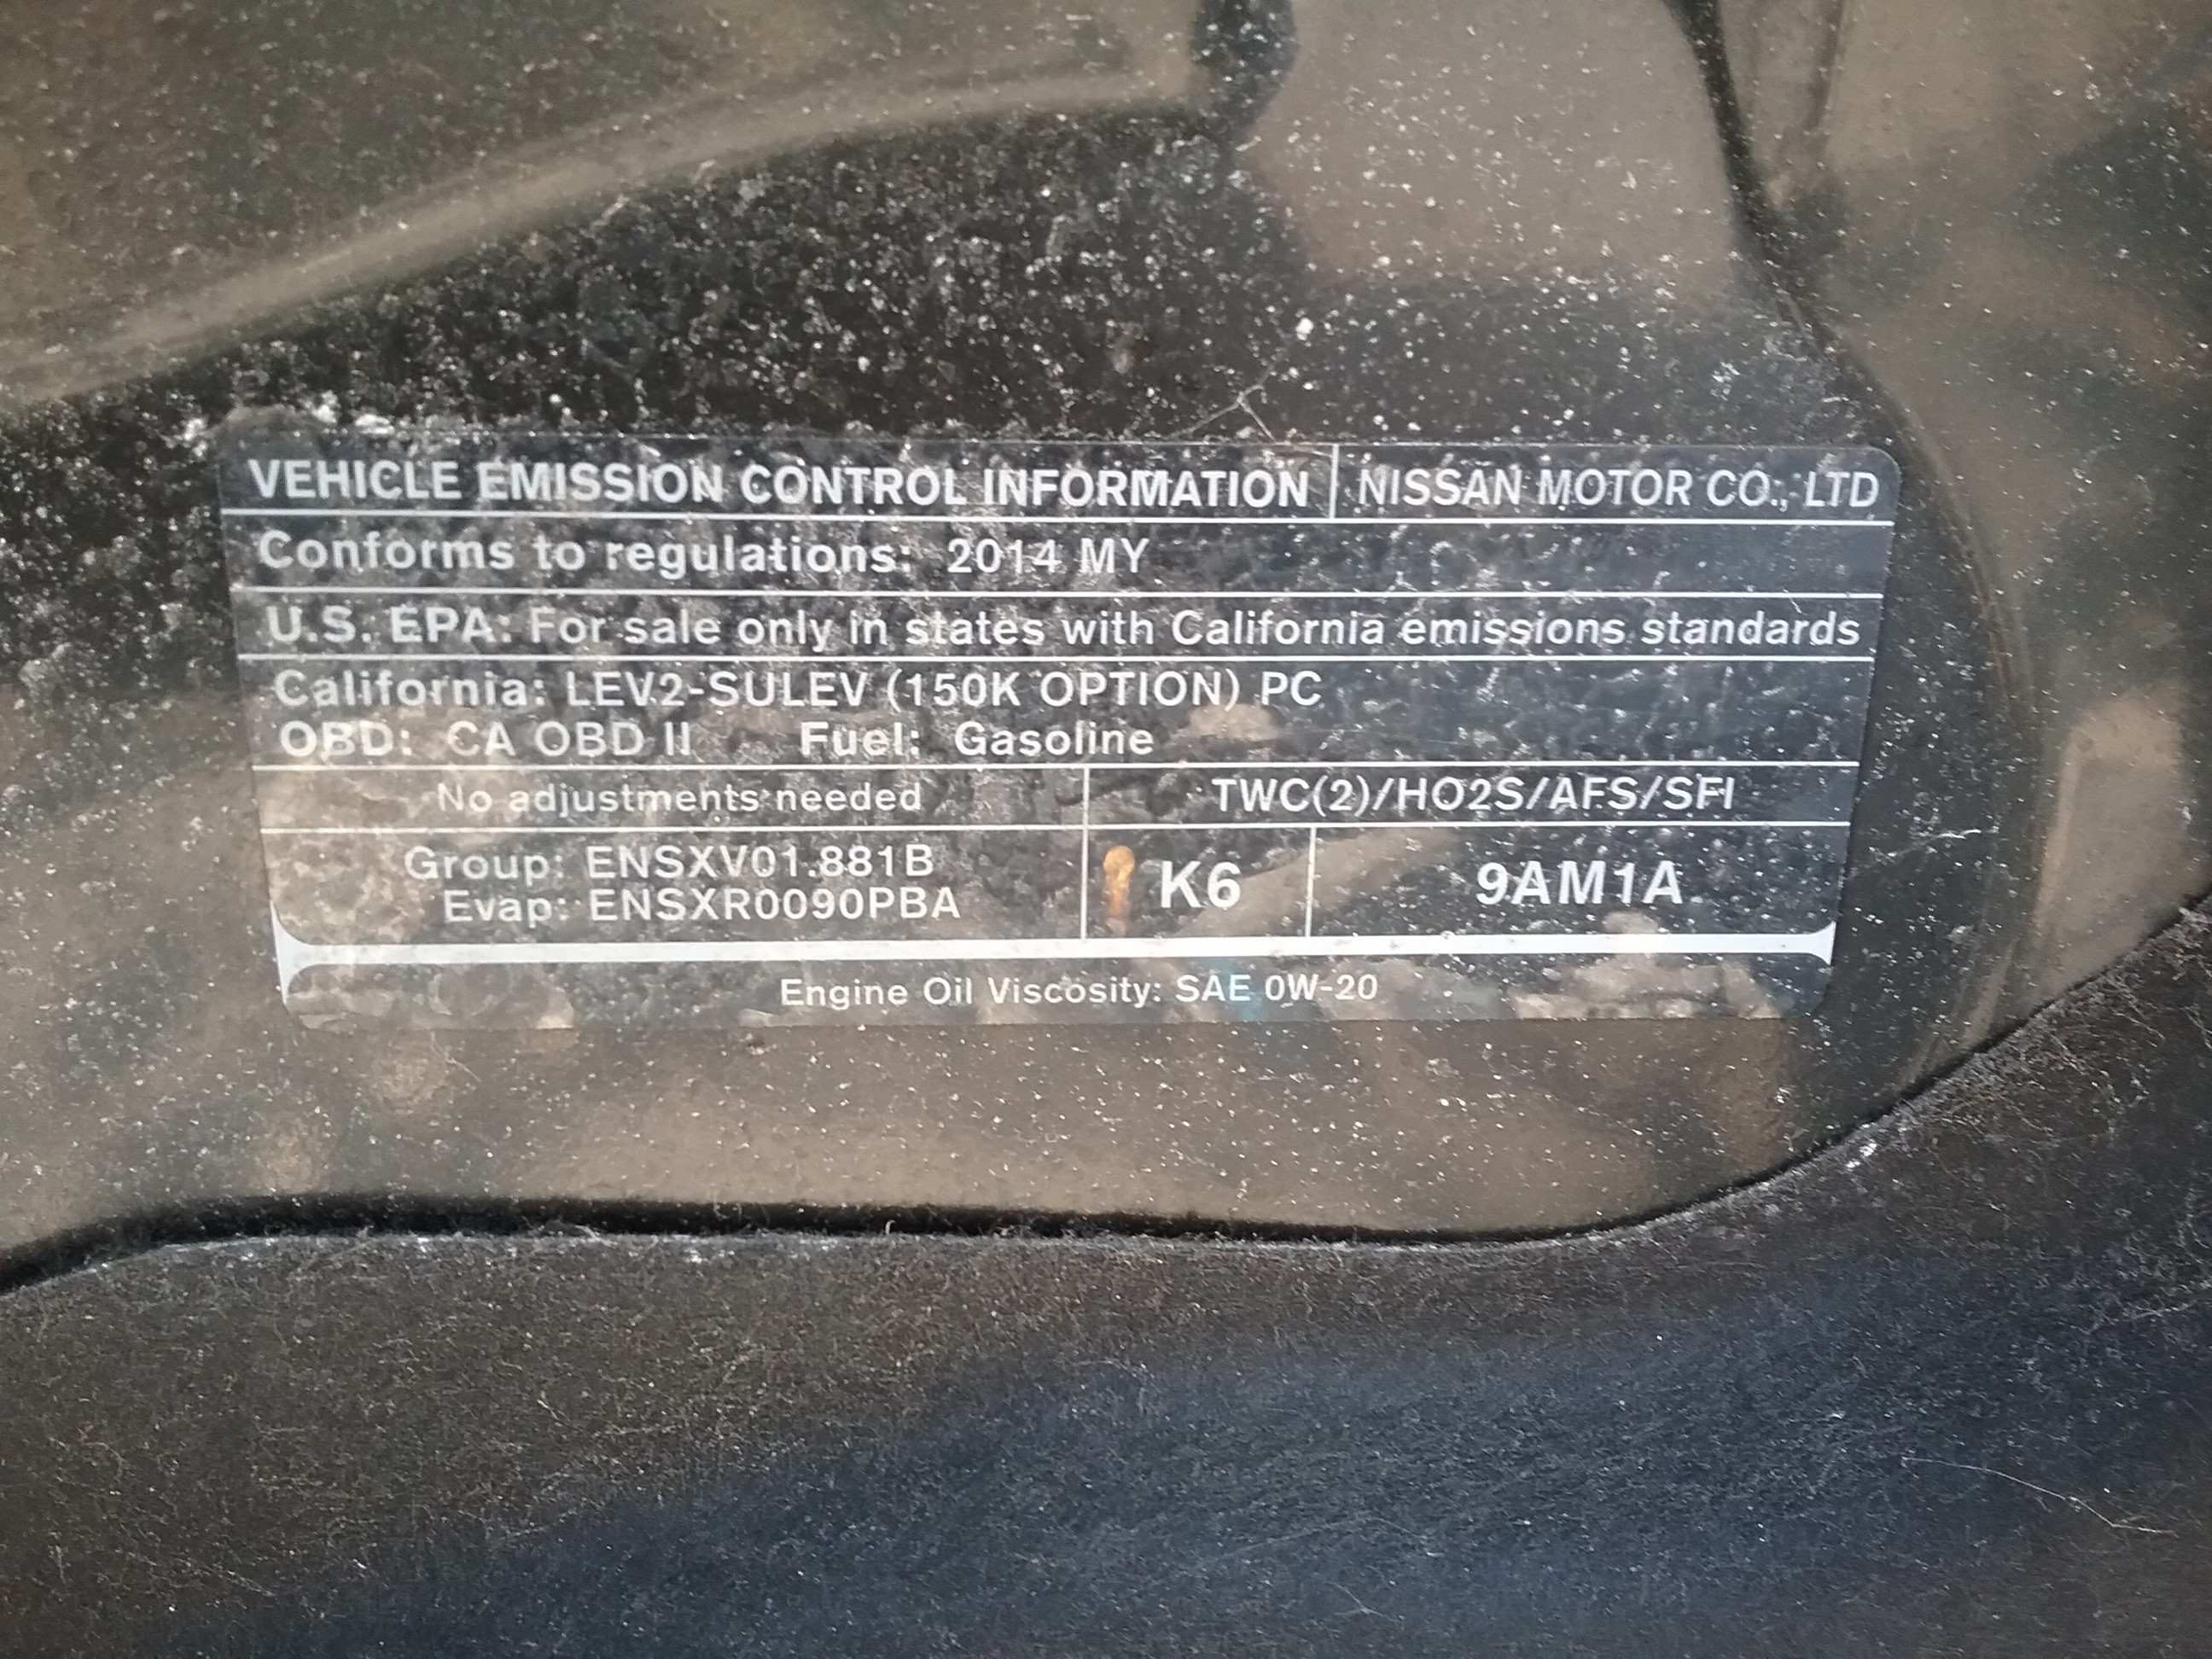 VEHICLE EMISSION CONTROL INFORMATION NISSAN MOTOR CO., LTD
Conforms to regulations: 2014 MY
U.S. EPA: For sale only in states with California emissions standards
California: LEV2-SULEV (150K OPTION) PC
OBD: CA OBD II Fuel: Gasoline
No adjustments needed TWC(2)/HO2S/AFS/SFI
Group: ENSXV01.881B
Evap: ENSXR0090PBA
K6 9AM1A
Engine Oil Viscosity: SAE 0W-20